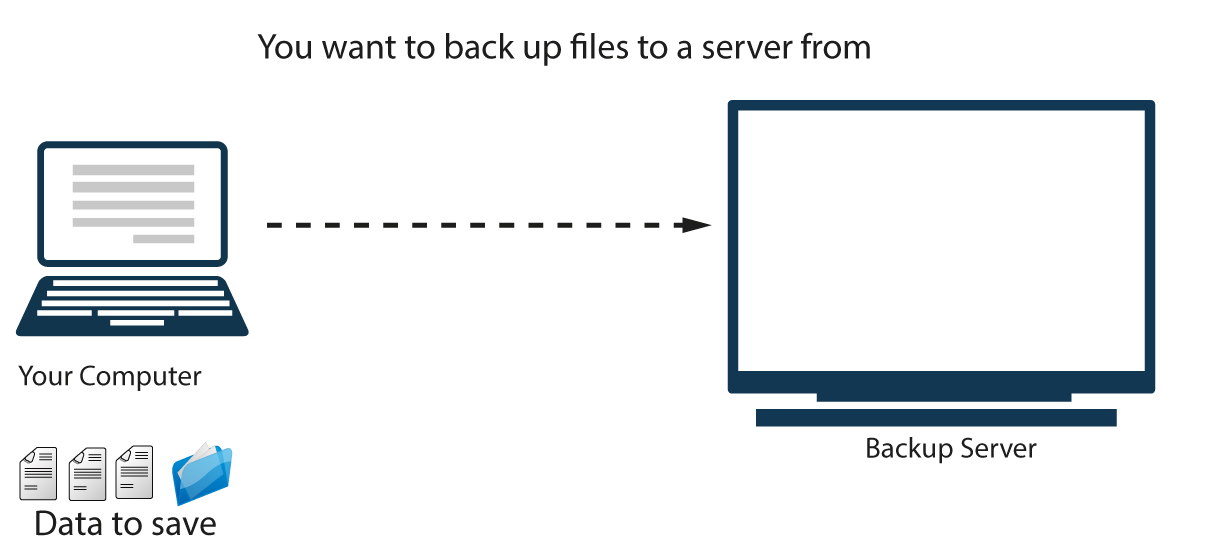 You want to back up files to a server from
Your Computer
Backup Server
Data to save